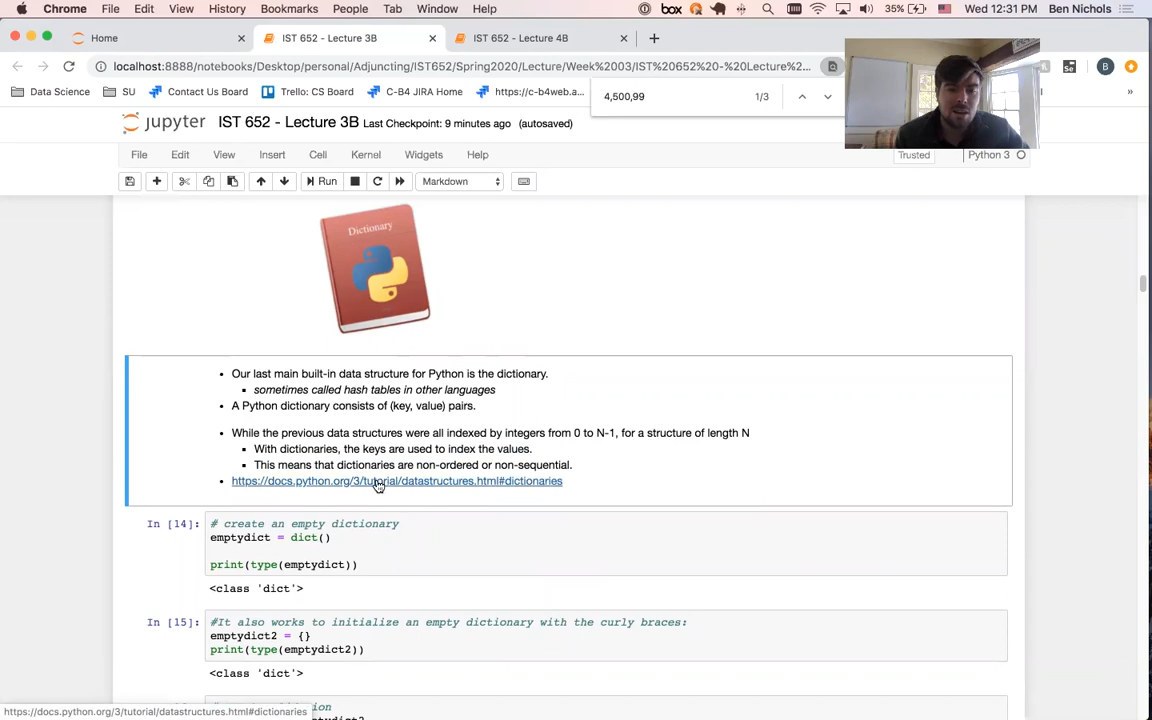 Chrome File Edit View History Bookmarks People Tab Window Help box 35% Wed 12:31 PM Ben Nichols
Home IST 652 - Lecture 3B IST 652 - Lecture 4B
localhost:8888/notebooks/Desktop/personal/Adjuncting/IST652/Spring2020/Lecture/Week%2003/IST%20652%20-%20Lecture%... Se B
Data Science SU Contact Us Board Trello: CS Board C-B4 JIRA Home https://c-b4web.a... »
4,500,99 1/3
jupyter IST 652 - Lecture 3B Last Checkpoint: 9 minutes ago (autosaved)
File Edit View Insert Cell Kernel Widgets Help Trusted Python 3
Run Markdown
Dictionary
Our last main built-in data structure for Python is the dictionary.
sometimes called hash tables in other languages
A Python dictionary consists of (key, value) pairs.
While the previous data structures were all indexed by integers from 0 to N-1, for a structure of length N
With dictionaries, the keys are used to index the values.
This means that dictionaries are non-ordered or non-sequential.
https://docs.python.org/3/tutorial/datastructures.html#dictionaries
In [14]: # create an empty dictionary
emptydict = dict()
print(type(emptydict))
<class 'dict'>
In [15]: #It also works to initialize an empty dictionary with the curly braces:
emptydict2 = {}
print(type(emptydict2))
<class 'dict'>
https://docs.python.org/3/tutorial/datastructures.html#dictionaries